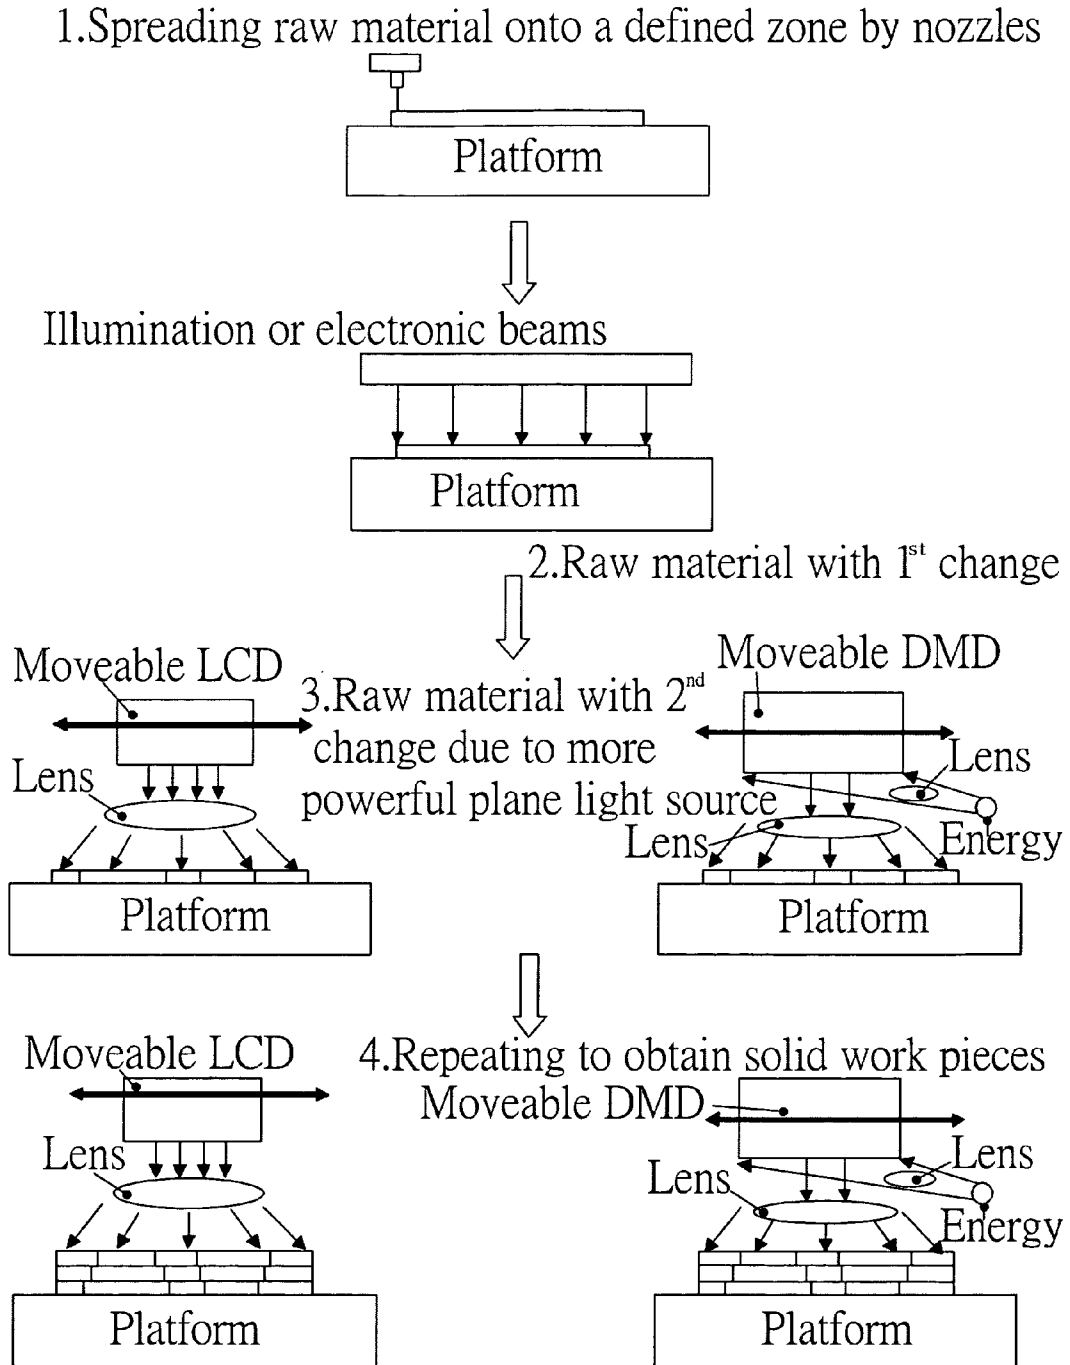 1.Spreading raw material onto a defined zone by nozzles
Platform
Illumination or electronic beams
Platform
2.Raw material with 1st change
Moveable LCD
3.Raw material with 2nd
change due to more
powerful plane light source
Lens
Platform
Moveable DMD
Lens
Lens
Energy
Platform
4.Repeating to obtain solid work pieces
Moveable LCD
Lens
Platform
Moveable DMD
Lens
Lens
Energy
Platform